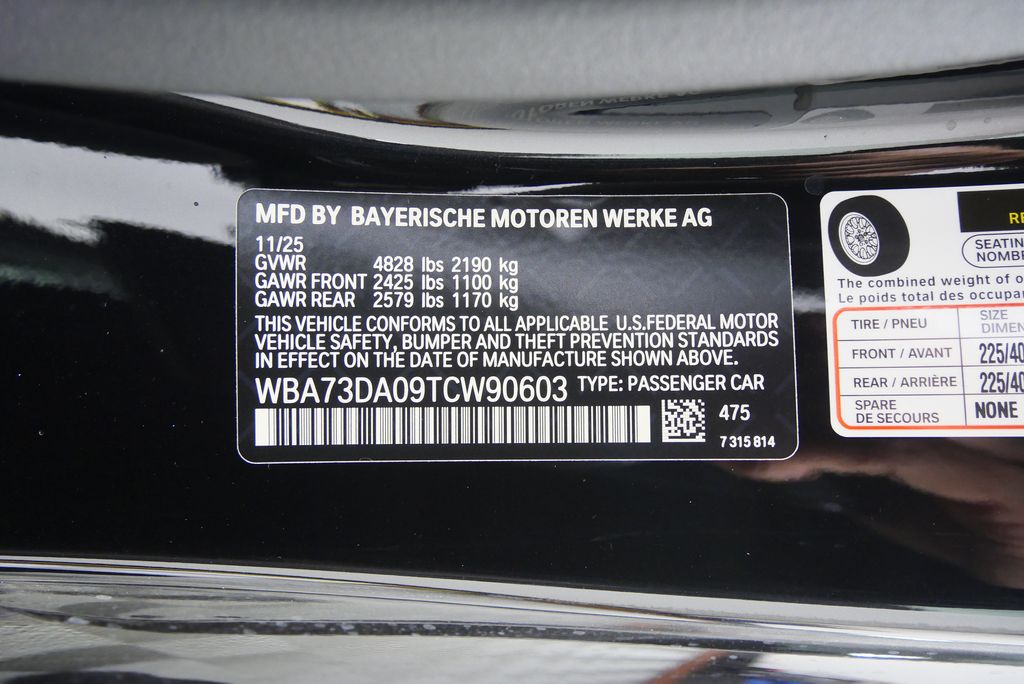 MFD BY BAYERISCHE MOTOREN WERKE AG
11/25
GVWR 4828 lbs 2190 kg
GAWR FRONT 2425 lbs 1100 kg
GAWR REAR 2579 lbs 1170 kg
THIS VEHICLE CONFORMS TO ALL APPLICABLE U.S.FEDERAL MOTOR
VEHICLE SAFETY, BUMPER AND THEFT PREVENTION STANDARDS
IN EFFECT ON THE DATE OF MANUFACTURE SHOWN ABOVE.
WBA73DA09TCW90603 TYPE: PASSENGER CAR
475
7 315 814
The combined weight of
Le poids total des
TIRE / PNEU SIZE
FRONT / AVANT 225/40
REAR / ARRIÈRE 225/40
SPARE
DE SECOURS NONE